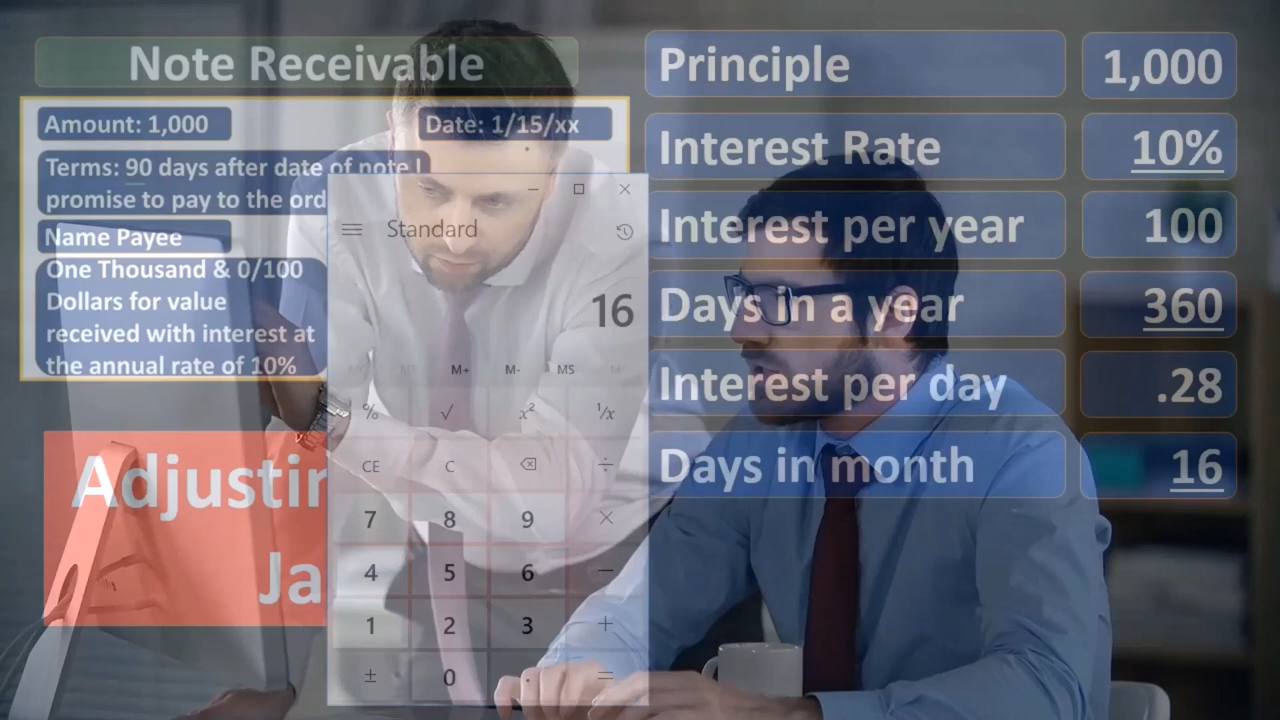 Note Receivable
Amount: 1,000
Date: 1/15/xx
Terms: 90 days after date of note I
promise to pay to the ord
Name Payee
One Thousand & 0/100
Dollars for value
received with interest at
the annual rate of 10%
Adjustin
Ja
Standard
16
M+ M- MS
% √ x² ¹/x
CE C ⌫ ÷
7 8 9 ×
4 5 6 −
1 2 3 +
± 0 . =
Principle 1,000
Interest Rate 10%
Interest per year 100
Days in a year 360
Interest per day .28
Days in month 16